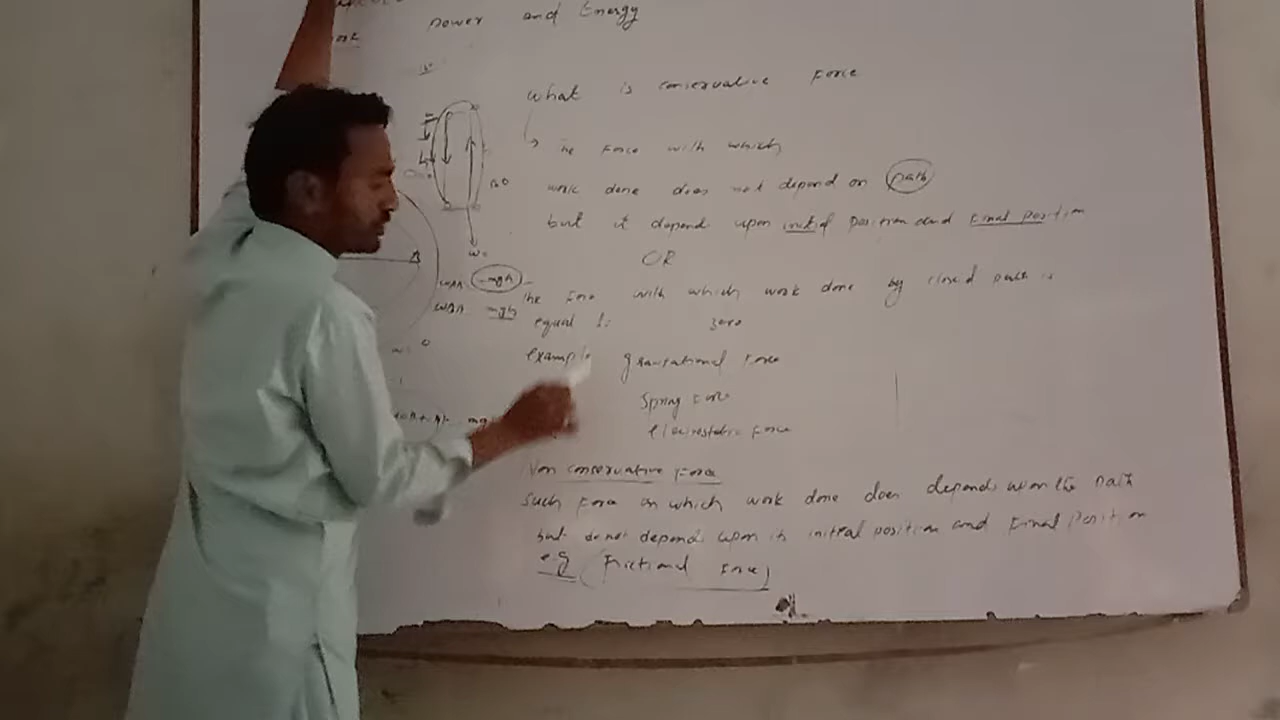 power and Energy
what is conservative Force
The Force with which
work done does not depend on path
but it depend upon initial position and final position
OR
The Force with which work done by closed path is
equal to zero
example gravitational Force
Spring Force
Electrostatic Force
Non conservative Force
such Force on which work done does depends upon the path
but do not depend upon its initial position and Final Position
e.g (Frictional Force)
-mgh
WBA mgh